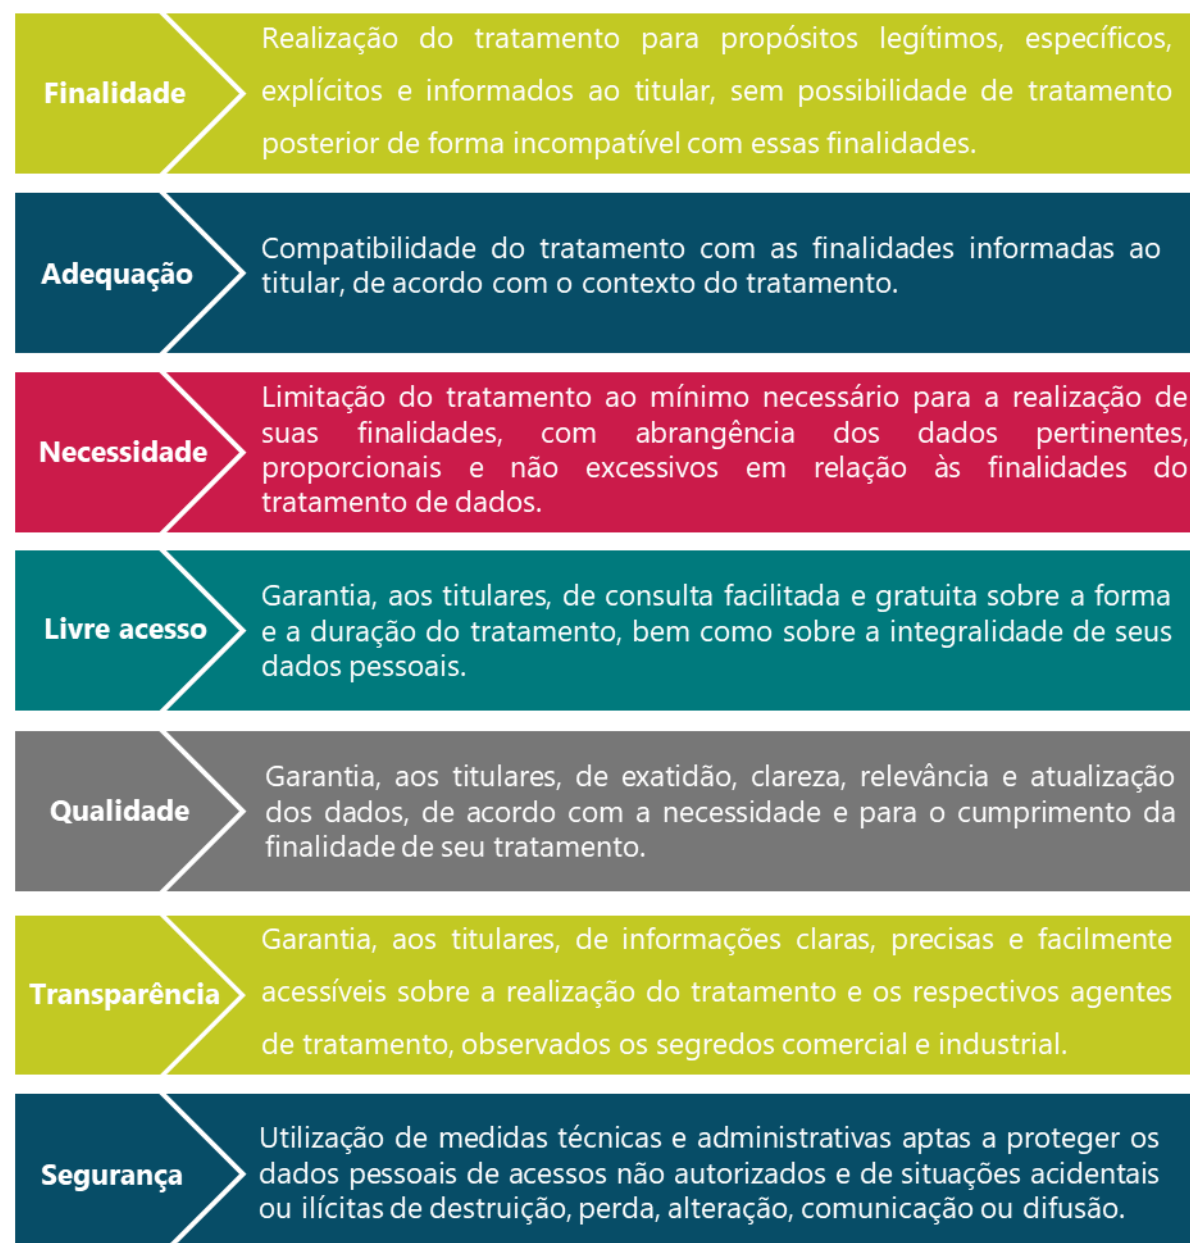 Finalidade
Realização do tratamento para propósitos legítimos, específicos,
explícitos e informados ao titular, sem possibilidade de tratamento
posterior de forma incompatível com essas finalidades.
Adequação
Compatibilidade do tratamento com as finalidades informadas ao
titular, de acordo com o contexto do tratamento.
Necessidade
Limitação do tratamento ao mínimo necessário para a realização de
suas finalidades, com abrangência dos dados pertinentes,
proporcionais e não excessivos em relação às finalidades do
tratamento de dados.
Livre acesso
Garantia, aos titulares, de consulta facilitada e gratuita sobre a forma
e a duração do tratamento, bem como sobre a integralidade de seus
dados pessoais.
Qualidade
Garantia, aos titulares, de exatidão, clareza, relevância e atualização
dos dados, de acordo com a necessidade e para o cumprimento da
finalidade de seu tratamento.
Transparência
Garantia, aos titulares, de informações claras, precisas e facilmente
acessíveis sobre a realização do tratamento e os respectivos agentes
de tratamento, observados os segredos comercial e industrial.
Segurança
Utilização de medidas técnicas e administrativas aptas a proteger os
dados pessoais de acessos não autorizados e de situações acidentais
ou ilícitas de destruição, perda, alteração, comunicação ou difusão.